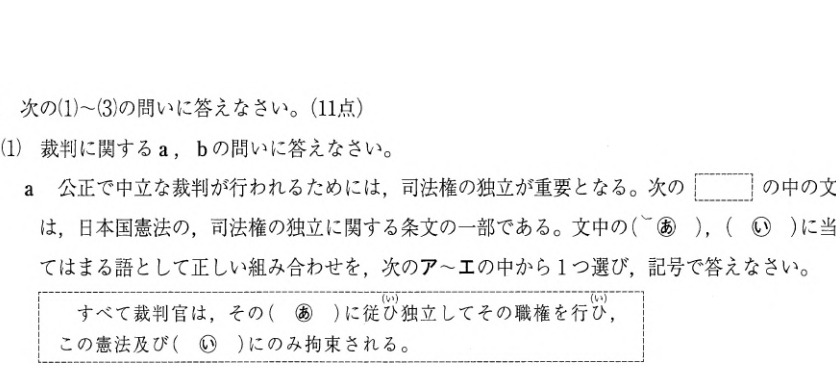 次の(1)~(3)の問いに答えなさい。(11点)
(1) 裁判に関するa，bの問いに答えなさい。
a 公正で中立な裁判が行われるためには，司法権の独立が重要となる。次の の中の文
は，日本国憲法の，司法権の独立に関する条文の一部である。文中の( あ )，( い )に当
てはまる語として正しい組み合わせを，次のア～エの中から1つ選び，記号で答えなさい。
すべて裁判官は，その( あ )に従ひ(い)独立してその職権を行ひ(い)，
この憲法及び( い )にのみ拘束される。